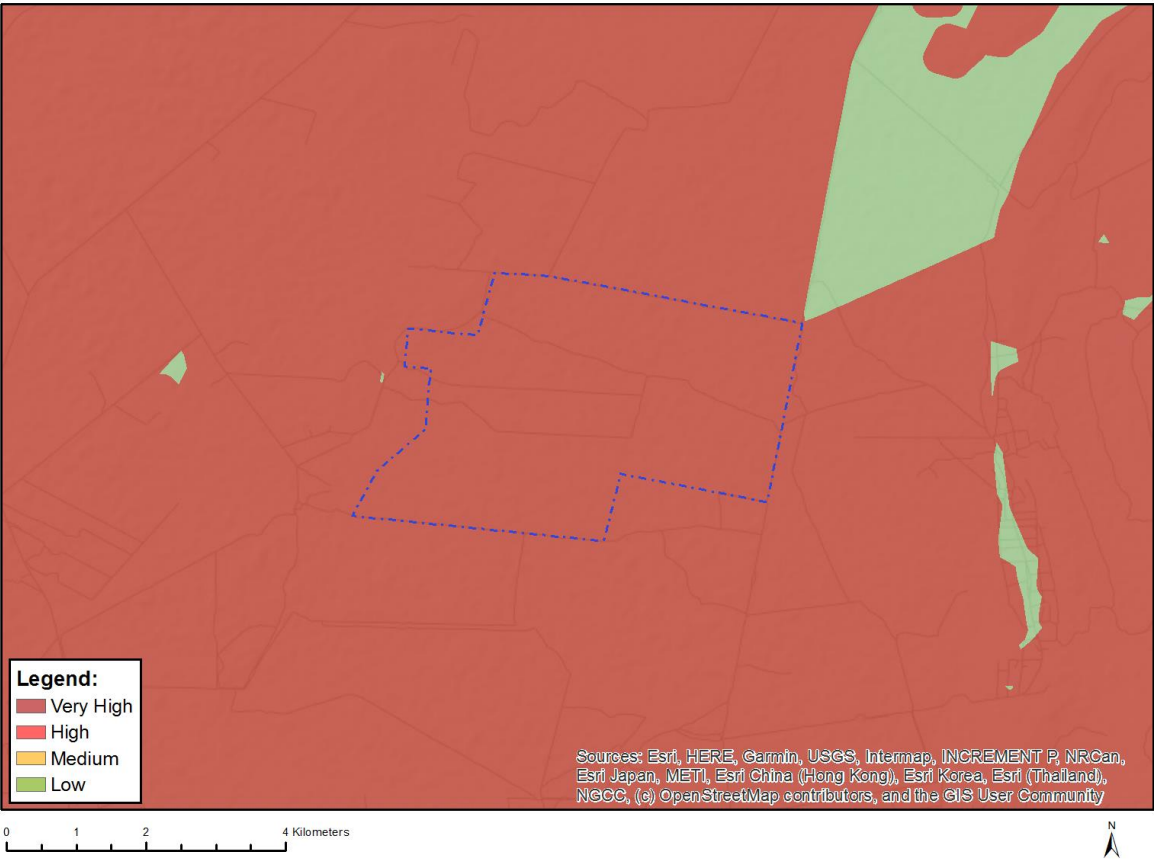 Legend:
Very High
High
Medium
Low
Sources: Esri, HERE, Garmin, USGS, Intermap, INCREMENT P, NRCan,
Esri Japan, METI, Esri China (Hong Kong), Esri Korea, Esri (Thailand),
NGCC, (c) OpenStreetMap contributors, and the GIS User Community
0 1 2 4 Kilometers
N